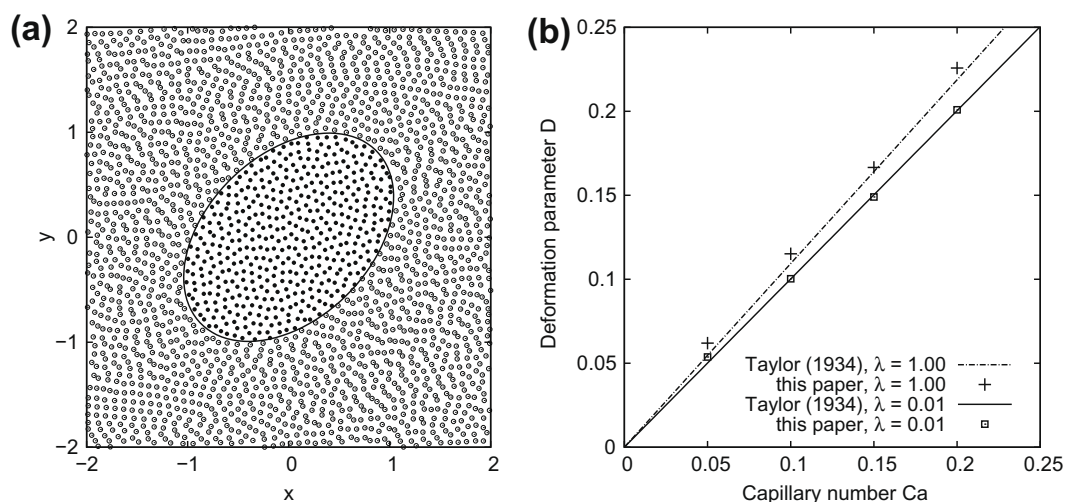 (a)
2
1
y
0
−1
−2
−2
−1
0
1
2
x
(b)
0.25
0.2
0.15
0.1
0.05
0
Deformation parameter D
Taylor (1934), λ = 1.00
this paper, λ = 1.00
Taylor (1934), λ = 0.01
this paper, λ = 0.01
0
0.05
0.1
0.15
0.2
0.25
Capillary number Ca